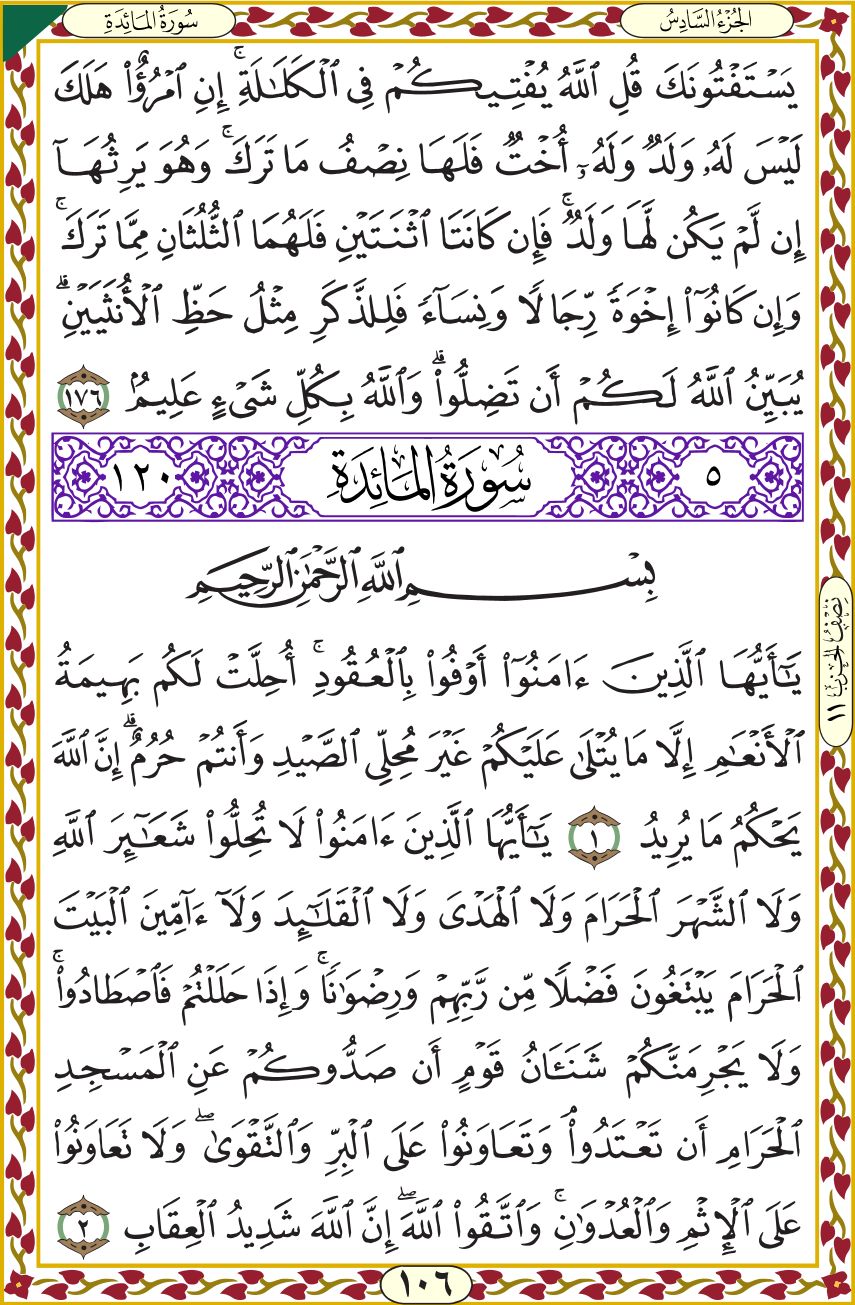 سُورَةُ المَائِدَةِ
الجُزْءُ السَّادِسُ
يَسۡتَفۡتُونَكَ قُلِ ٱللَّهُ يُفۡتِيكُمۡ فِي ٱلۡكَلَٰلَةِۚ إِنِ ٱمۡرُؤٌاْ هَلَكَ
لَيۡسَ لَهُۥ وَلَدٞ وَلَهُۥٓ أُخۡتٞ فَلَهَا نِصۡفُ مَا تَرَكَۚ وَهُوَ يَرِثُهَآ
إِن لَّمۡ يَكُن لَّهَا وَلَدٞۚ فَإِن كَانَتَا ٱثۡنَتَيۡنِ فَلَهُمَا ٱلثُّلُثَانِ مِمَّا تَرَكَۚ
وَإِن كَانُوٓاْ إِخۡوَةٗ رِّجَالٗا وَنِسَآءٗ فَلِلذَّكَرِ مِثۡلُ حَظِّ ٱلۡأُنثَيَيۡنِۗ
يُبَيِّنُ ٱللَّهُ لَكُمۡ أَن تَضِلُّواْۗ وَٱللَّهُ بِكُلِّ شَيۡءٍ عَلِيمُۢ ١٧٦
٥ سُورَةُ المَائِدَةِ ١٢٠
بِسۡمِ ٱللَّهِ ٱلرَّحۡمَٰنِ ٱلرَّحِيمِ
يَٰٓأَيُّهَا ٱلَّذِينَ ءَامَنُوٓاْ أَوۡفُواْ بِٱلۡعُقُودِۚ أُحِلَّتۡ لَكُم بَهِيمَةُ
ٱلۡأَنۡعَٰمِ إِلَّا مَا يُتۡلَىٰ عَلَيۡكُمۡ غَيۡرَ مُحِلِّي ٱلصَّيۡدِ وَأَنتُمۡ حُرُمٌۗ إِنَّ ٱللَّهَ
يَحۡكُمُ مَا يُرِيدُ ١ يَٰٓأَيُّهَا ٱلَّذِينَ ءَامَنُواْ لَا تُحِلُّواْ شَعَٰٓئِرَ ٱللَّهِ
وَلَا ٱلشَّهۡرَ ٱلۡحَرَامَ وَلَا ٱلۡهَدۡيَ وَلَا ٱلۡقَلَٰٓئِدَ وَلَآ ءَآمِّينَ ٱلۡبَيۡتَ
ٱلۡحَرَامَ يَبۡتَغُونَ فَضۡلٗا مِّن رَّبِّهِمۡ وَرِضۡوَٰنٗاۚ وَإِذَا حَلَلۡتُمۡ فَٱصۡطَادُواْۚ
وَلَا يَجۡرِمَنَّكُمۡ شَنَـَٔانُ قَوۡمٍ أَن صَدُّوكُمۡ عَنِ ٱلۡمَسۡجِدِ
ٱلۡحَرَامِ أَن تَعۡتَدُواْۘ وَتَعَاوَنُواْ عَلَى ٱلۡبِرِّ وَٱلتَّقۡوَىٰۖ وَلَا تَعَاوَنُواْ
عَلَى ٱلۡإِثۡمِ وَٱلۡعُدۡوَٰنِۚ وَٱتَّقُواْ ٱللَّهَۖ إِنَّ ٱللَّهَ شَدِيدُ ٱلۡعِقَابِ ٢
نِصْفُ الحِزْبِ ١١
١٠٦